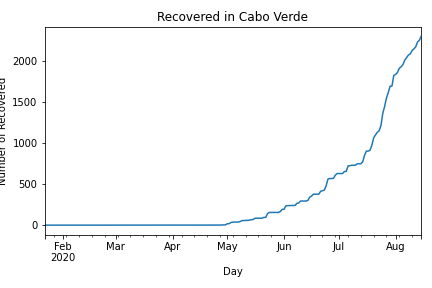 Recovered in Cabo Verde
Number of Recovered
2000
1500
1000
500
0
Feb
2020
Mar
Apr
May
Jun
Jul
Aug
Day